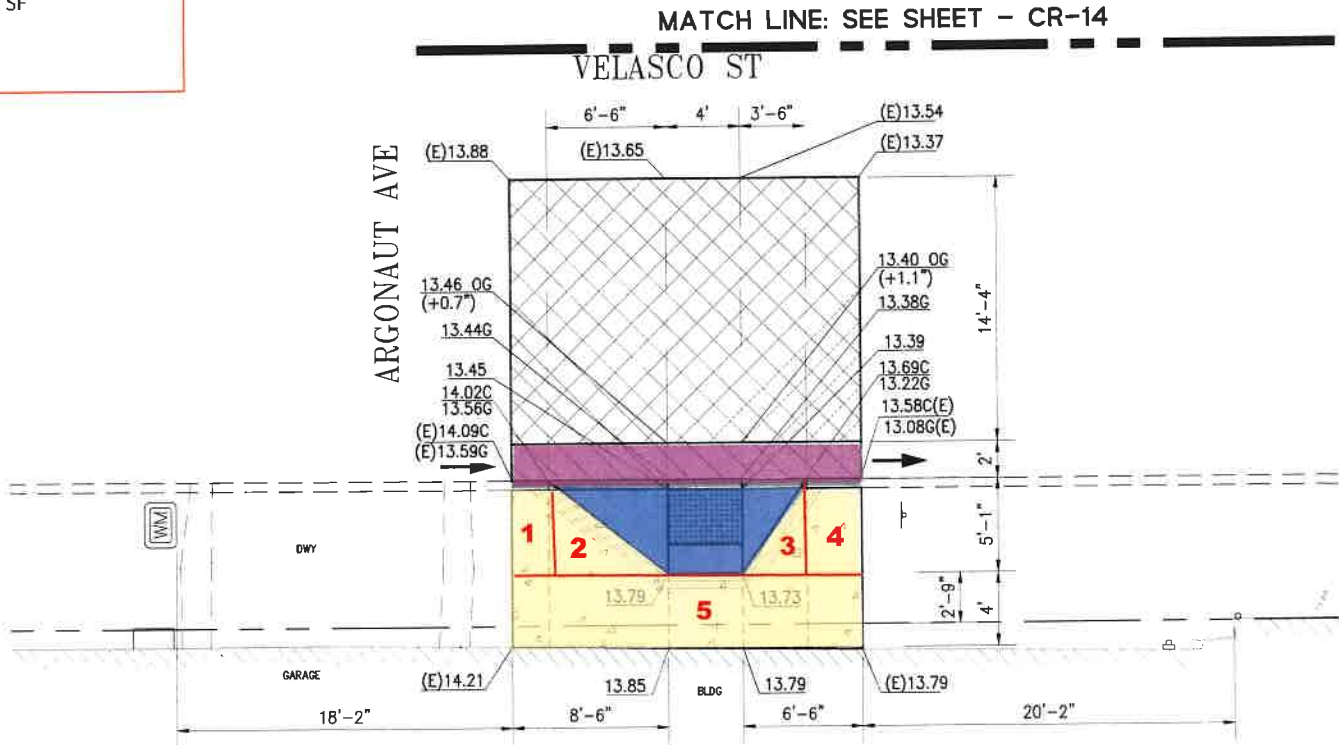 SF
MATCH LINE: SEE SHEET - CR-14
VELASCO ST
ARGONAUT AVE
6'-6"
4'
3'-6"
(E)13.54
(E)13.88
(E)13.65
(E)13.37
13.46 OG
(+0.7")
13.44G
13.45
14.02C
13.56G
(E)14.09C
(E)13.59G
13.40 OG
(+1.1")
13.38G
13.39
13.69C
13.22G
13.58C(E)
13.08G(E)
14'-4"
2'
5'-1"
2'-9"
4'
WM
DWY
1
2
3
4
13.79
5
13.73
GARAGE
(E)14.21
13.85
BLDG
13.79
(E)13.79
18'-2"
8'-6"
6'-6"
20'-2"